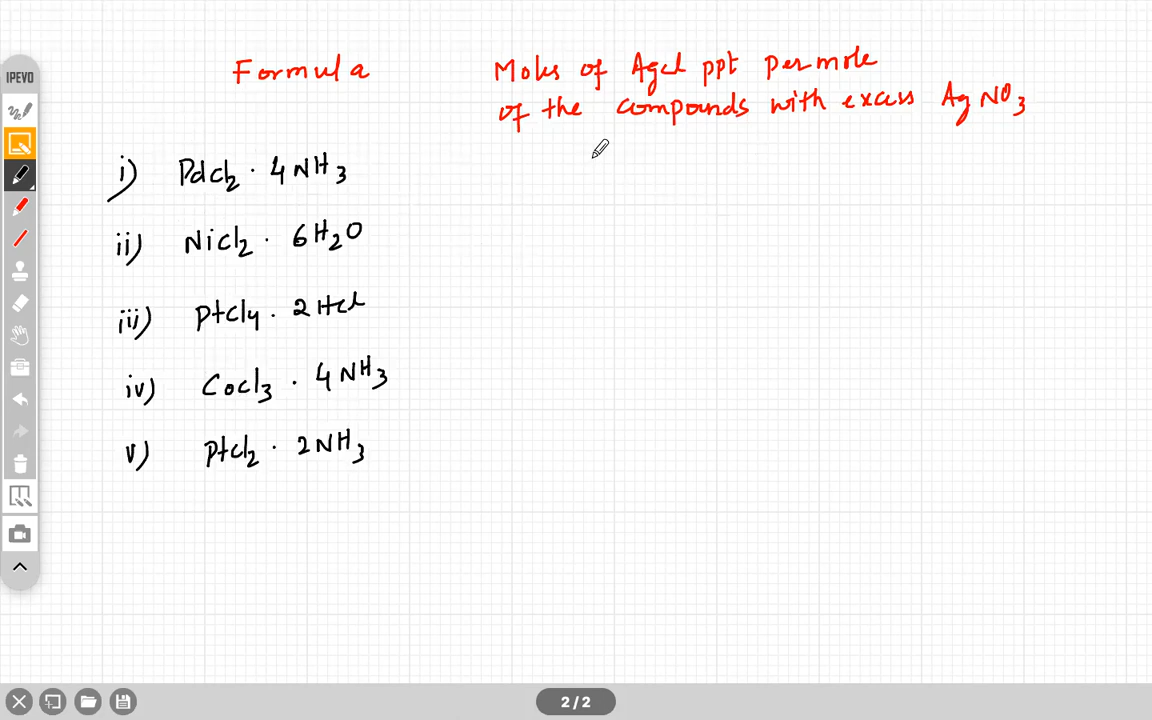 IPEVO
Formula
Moles of Agcl ppt per mole
of the compounds with excess AgNO3
i) Pdcl2 · 4NH3
ii) Nicl2 · 6H2O
iii) Ptcl4 · 2Hcl
iv) Cocl3 · 4NH3
v) Ptcl2 · 2NH3
2/2